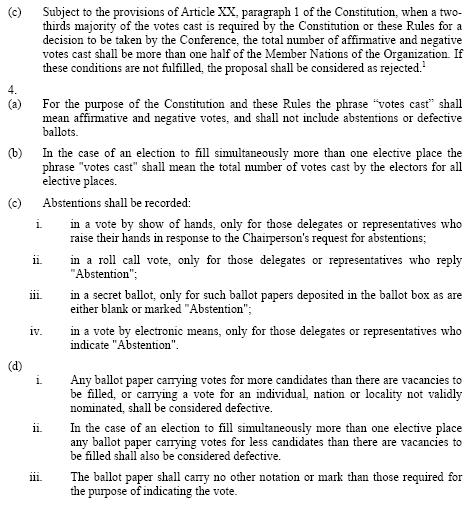 (c) Subject to the provisions of Article XX, paragraph 1 of the Constitution, when a two-
thirds majority of the votes cast is required by the Constitution or these Rules for a
decision to be taken by the Conference, the total number of affirmative and negative
votes cast shall be more than one half of the Member Nations of the Organization. If
these conditions are not fulfilled, the proposal shall be considered as rejected.¹
4.
(a) For the purpose of the Constitution and these Rules the phrase “votes cast” shall
mean affirmative and negative votes, and shall not include abstentions or defective
ballots.
(b) In the case of an election to fill simultaneously more than one elective place the
phrase "votes cast" shall mean the total number of votes cast by the electors for all
elective places.
(c) Abstentions shall be recorded:
i. in a vote by show of hands, only for those delegates or representatives who
raise their hands in response to the Chairperson's request for abstentions;
ii. in a roll call vote, only for those delegates or representatives who reply
"Abstention";
iii. in a secret ballot, only for such ballot papers deposited in the ballot box as are
either blank or marked "Abstention";
iv. in a vote by electronic means, only for those delegates or representatives who
indicate "Abstention".
(d)
i. Any ballot paper carrying votes for more candidates than there are vacancies to
be filled, or carrying a vote for an individual, nation or locality not validly
nominated, shall be considered defective.
ii. In the case of an election to fill simultaneously more than one elective place
any ballot paper carrying votes for less candidates than there are vacancies to
be filled shall also be considered defective.
iii. The ballot paper shall carry no other notation or mark than those required for
the purpose of indicating the vote.